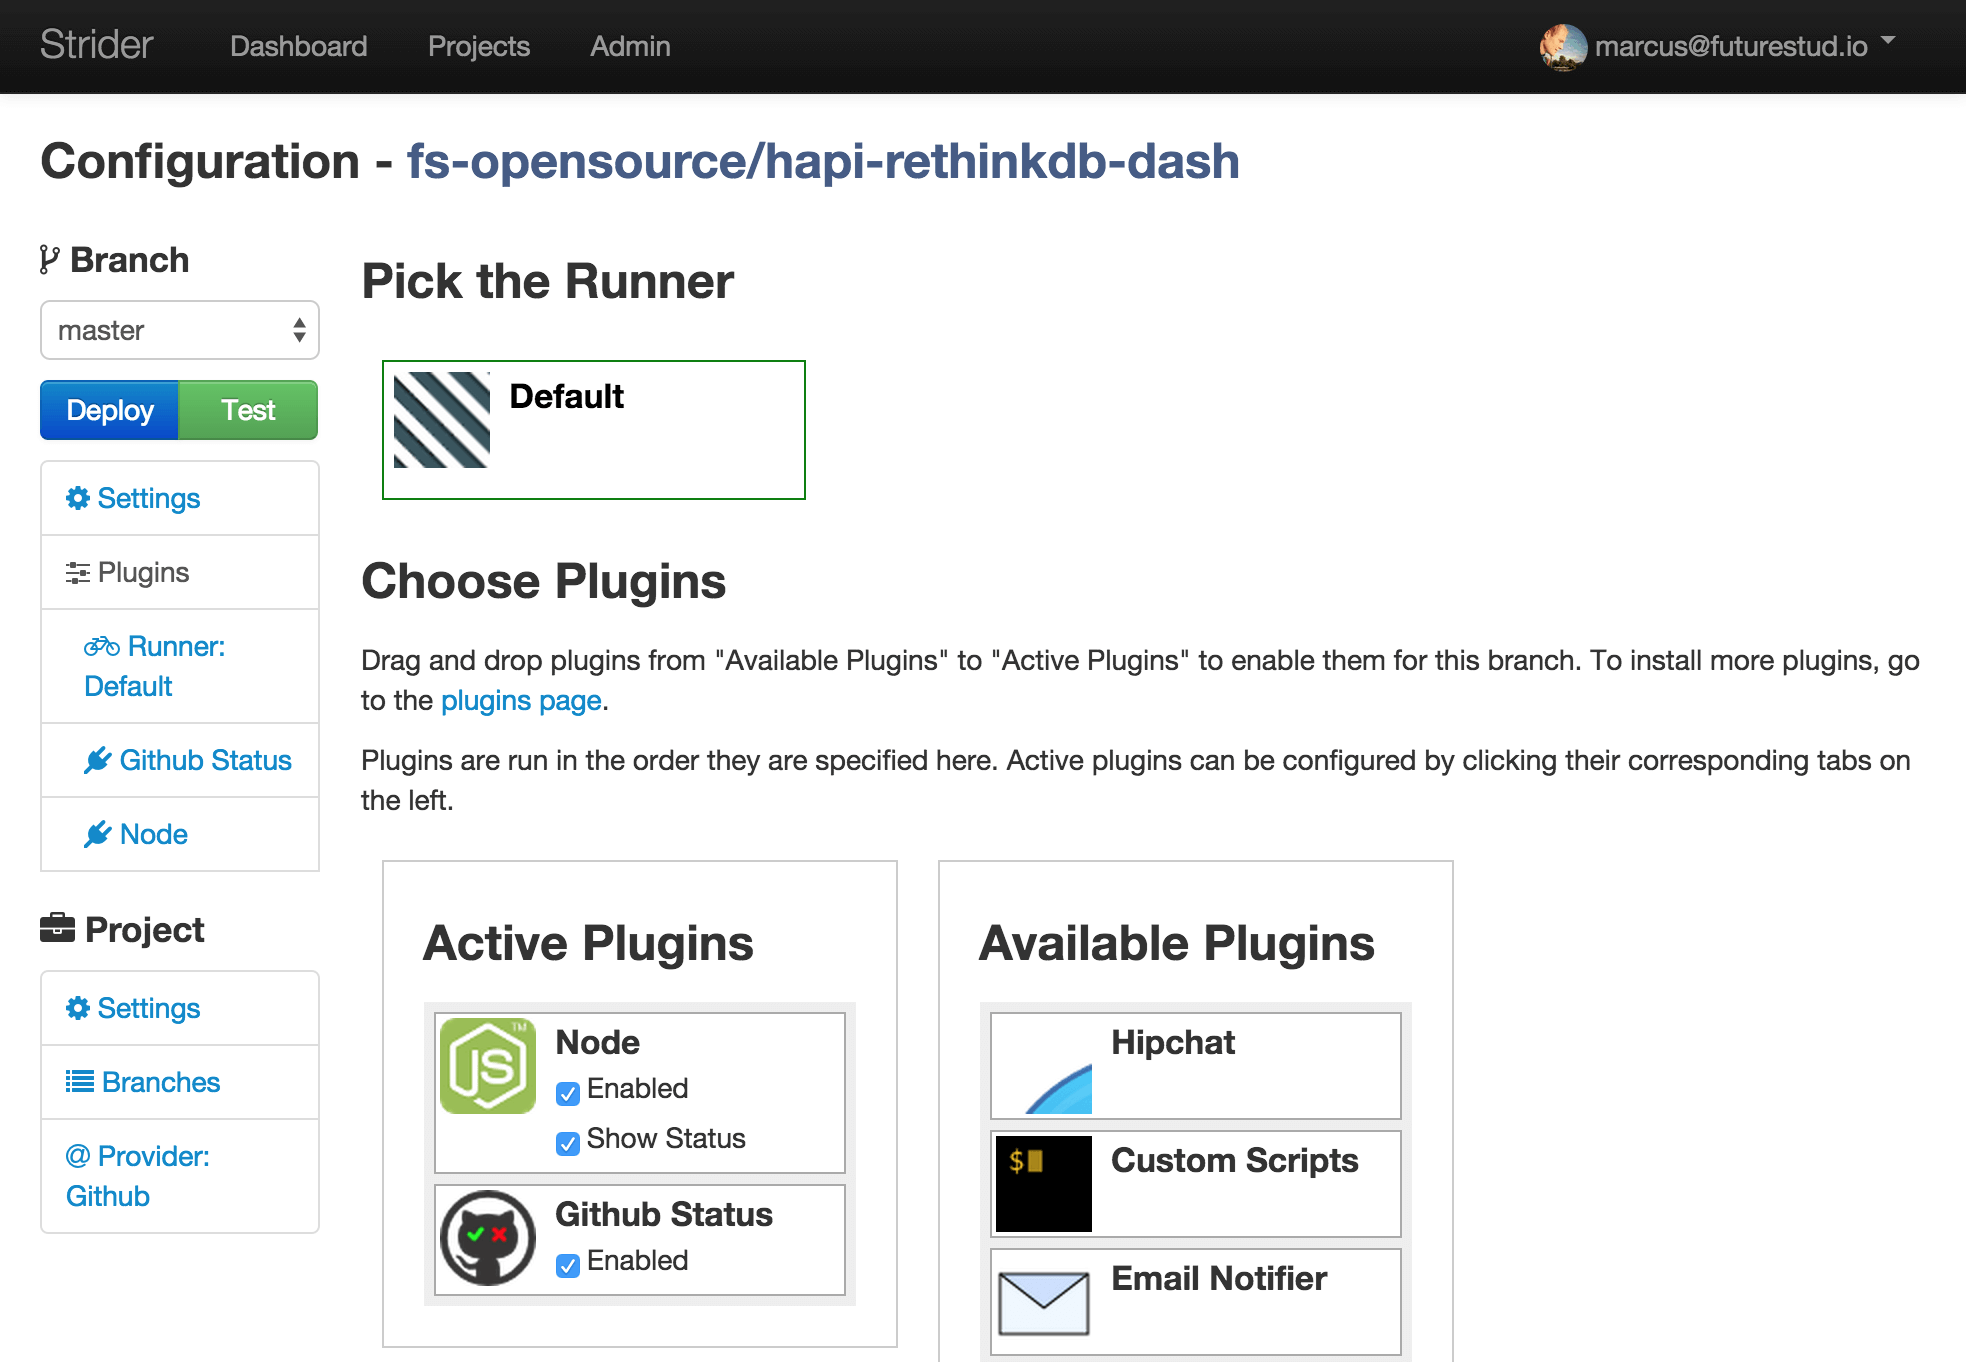 Strider
Dashboard
Projects
Admin
marcus@futurestud.io
Configuration - fs-opensource/hapi-rethinkdb-dash
Branch
master
Deploy
Test
Settings
Plugins
Runner:
Default
Github Status
Node
Project
Settings
Branches
@ Provider:
Github
Pick the Runner
Default
Choose Plugins
Drag and drop plugins from "Available Plugins" to "Active Plugins" to enable them for this branch. To install more plugins, go
to the plugins page.
Plugins are run in the order they are specified here. Active plugins can be configured by clicking their corresponding tabs on
the left.
Active Plugins
JS
TM
Node
Enabled
Show Status
Github Status
Enabled
Available Plugins
Hipchat
$
Custom Scripts
Email Notifier